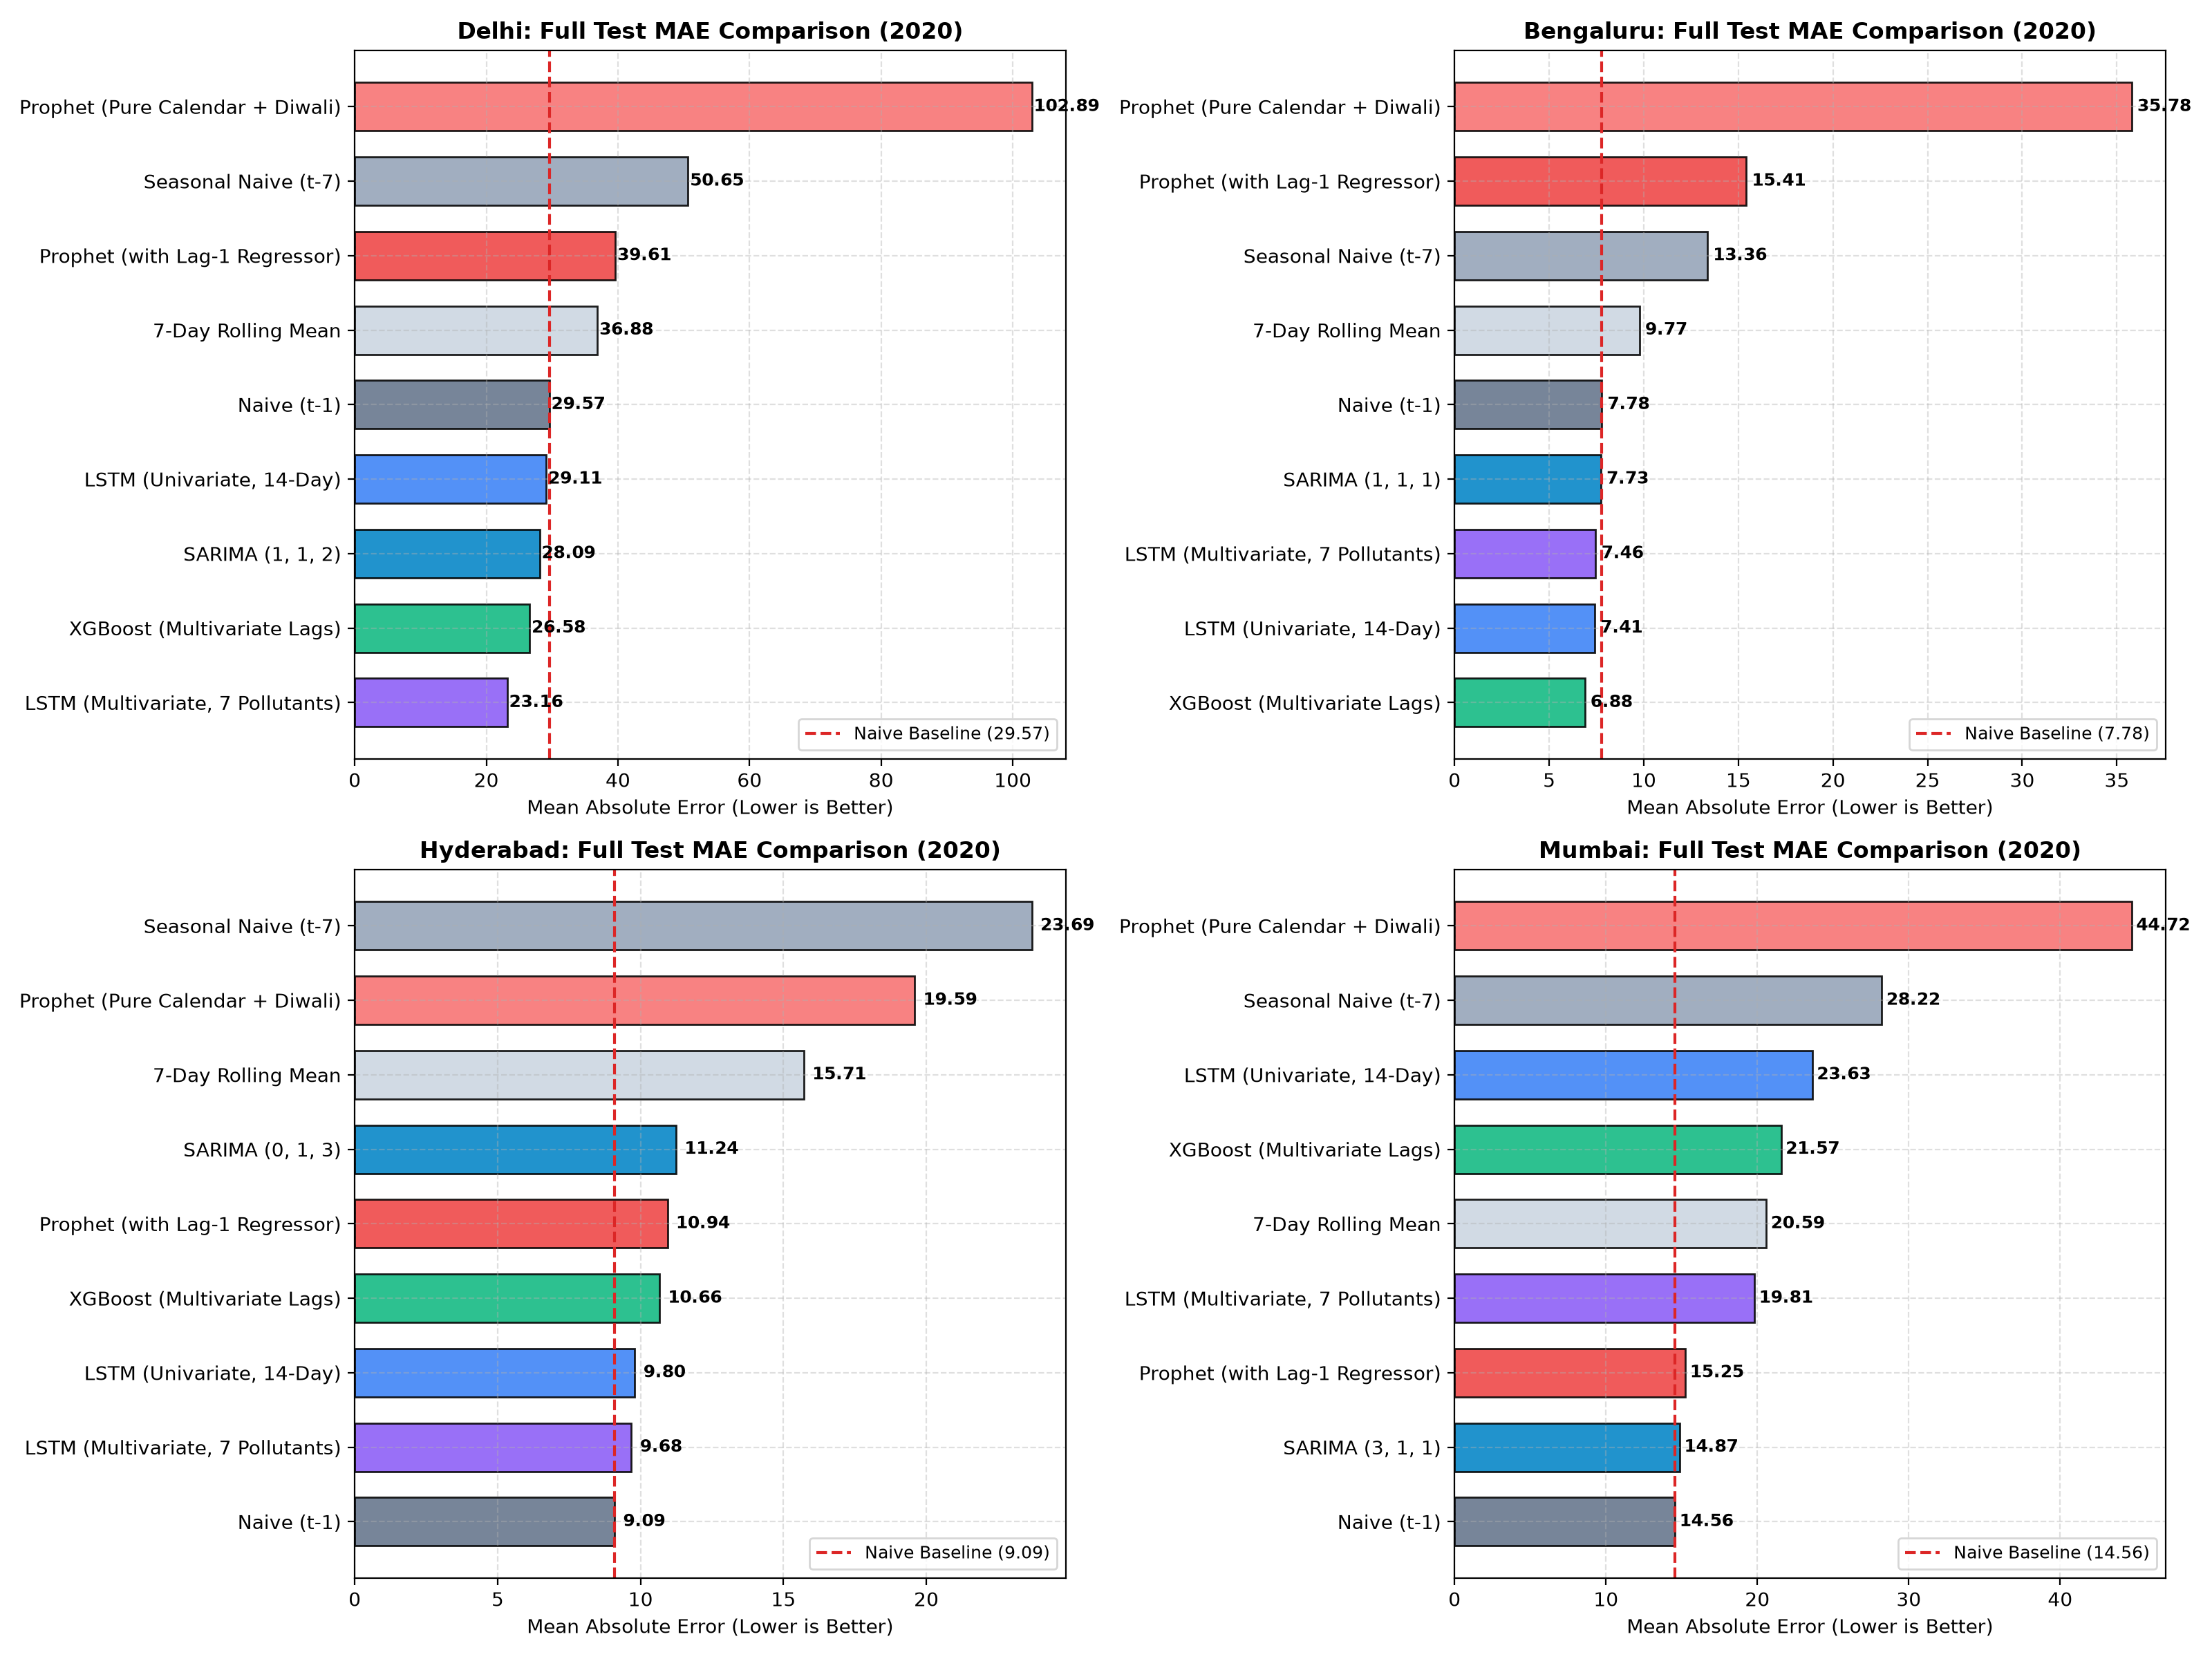 Delhi: Full Test MAE Comparison (2020)
Prophet (Pure Calendar + Diwali)
102.89
Seasonal Naive (t-7)
50.65
Prophet (with Lag-1 Regressor)
39.61
7-Day Rolling Mean
36.88
Naive (t-1)
29.57
LSTM (Univariate, 14-Day)
29.11
SARIMA (1, 1, 2)
28.09
XGBoost (Multivariate Lags)
26.58
LSTM (Multivariate, 7 Pollutants)
23.16
Naive Baseline (29.57)
0 20 40 60 80 100
Mean Absolute Error (Lower is Better)
Bengaluru: Full Test MAE Comparison (2020)
Prophet (Pure Calendar + Diwali)
35.78
Prophet (with Lag-1 Regressor)
15.41
Seasonal Naive (t-7)
13.36
7-Day Rolling Mean
9.77
Naive (t-1)
7.78
SARIMA (1, 1, 1)
7.73
LSTM (Multivariate, 7 Pollutants)
7.46
LSTM (Univariate, 14-Day)
7.41
XGBoost (Multivariate Lags)
6.88
Naive Baseline (7.78)
0 5 10 15 20 25 30 35
Mean Absolute Error (Lower is Better)
Hyderabad: Full Test MAE Comparison (2020)
Seasonal Naive (t-7)
23.69
Prophet (Pure Calendar + Diwali)
19.59
7-Day Rolling Mean
15.71
SARIMA (0, 1, 3)
11.24
Prophet (with Lag-1 Regressor)
10.94
XGBoost (Multivariate Lags)
10.66
LSTM (Univariate, 14-Day)
9.80
LSTM (Multivariate, 7 Pollutants)
9.68
Naive (t-1)
9.09
Naive Baseline (9.09)
0 5 10 15 20
Mean Absolute Error (Lower is Better)
Mumbai: Full Test MAE Comparison (2020)
Prophet (Pure Calendar + Diwali)
44.72
Seasonal Naive (t-7)
28.22
LSTM (Univariate, 14-Day)
23.63
XGBoost (Multivariate Lags)
21.57
7-Day Rolling Mean
20.59
LSTM (Multivariate, 7 Pollutants)
19.81
Prophet (with Lag-1 Regressor)
15.25
SARIMA (3, 1, 1)
14.87
Naive (t-1)
14.56
Naive Baseline (14.56)
0 10 20 30 40
Mean Absolute Error (Lower is Better)